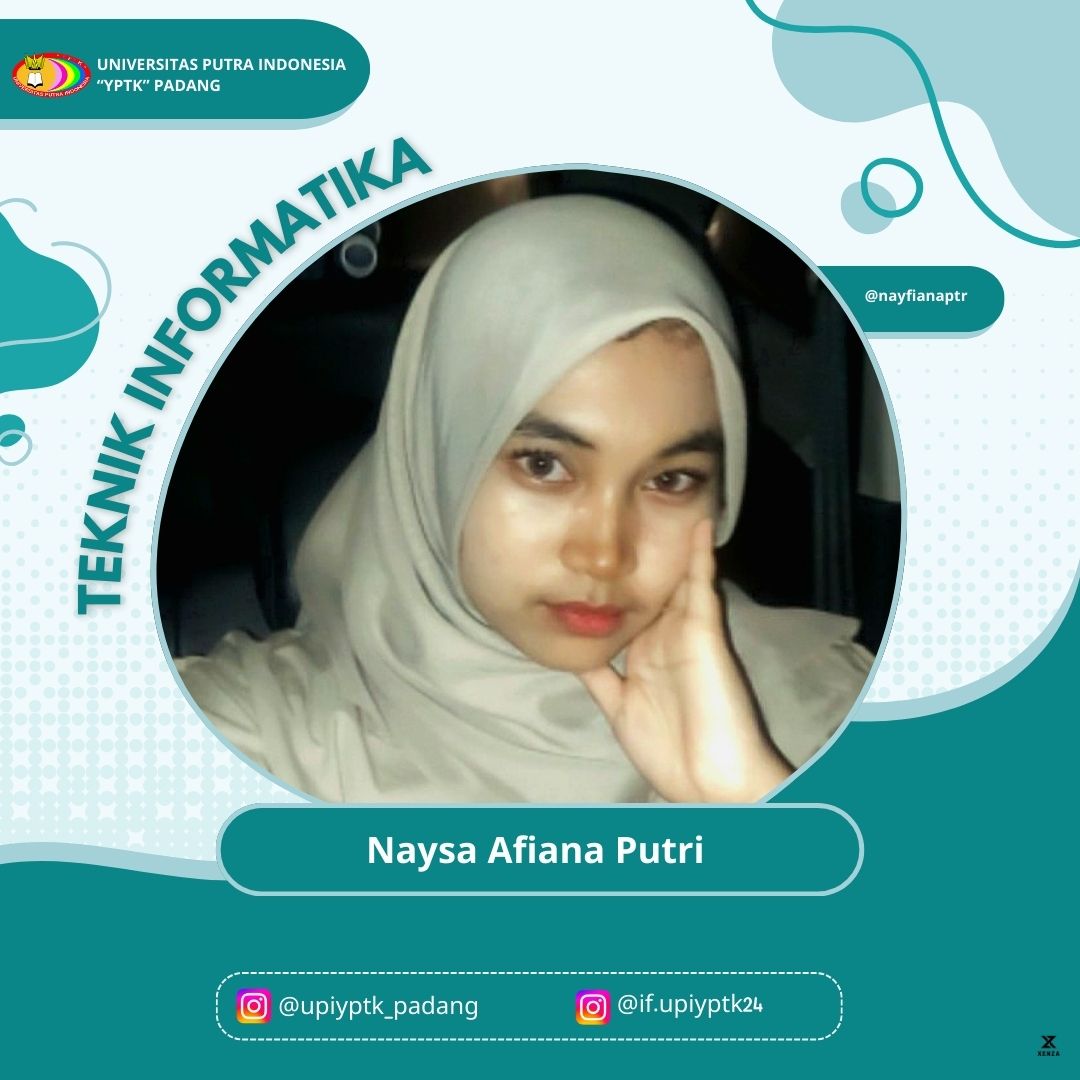 UNIVERSITAS PUTRA INDONESIA
“YPTK” PADANG
TEKNIK INFORMATIKA
@nayfianaptr
Naysa Afiana Putri
@upiyptk_padang
@if.upiyptk24
XENZA